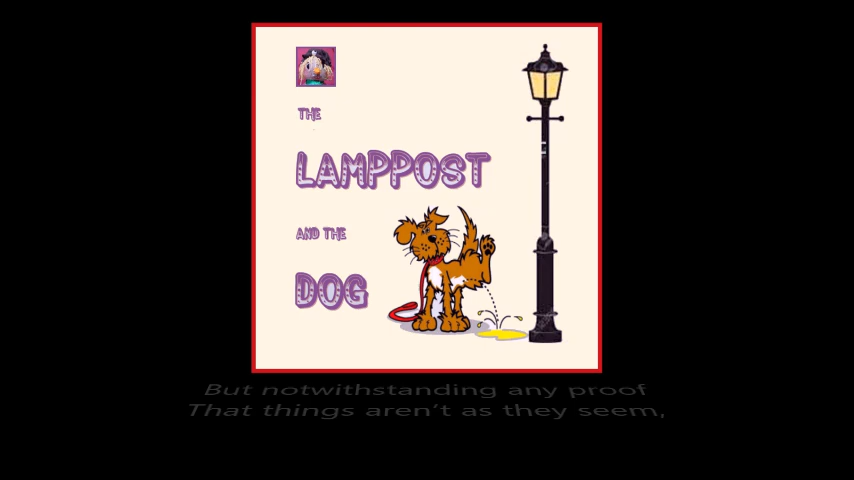 THE
LAMPPOST
AND THE
DOG
But notwithstanding any proof
That things aren't as they seem,